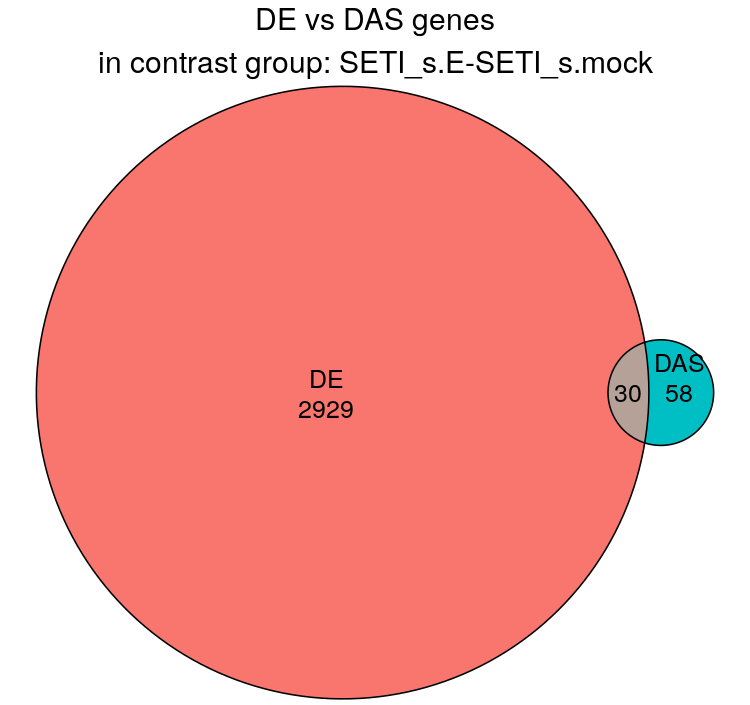 DE vs DAS genes
in contrast group: SETI_s.E-SETI_s.mock
DE
2929
30
DAS
58